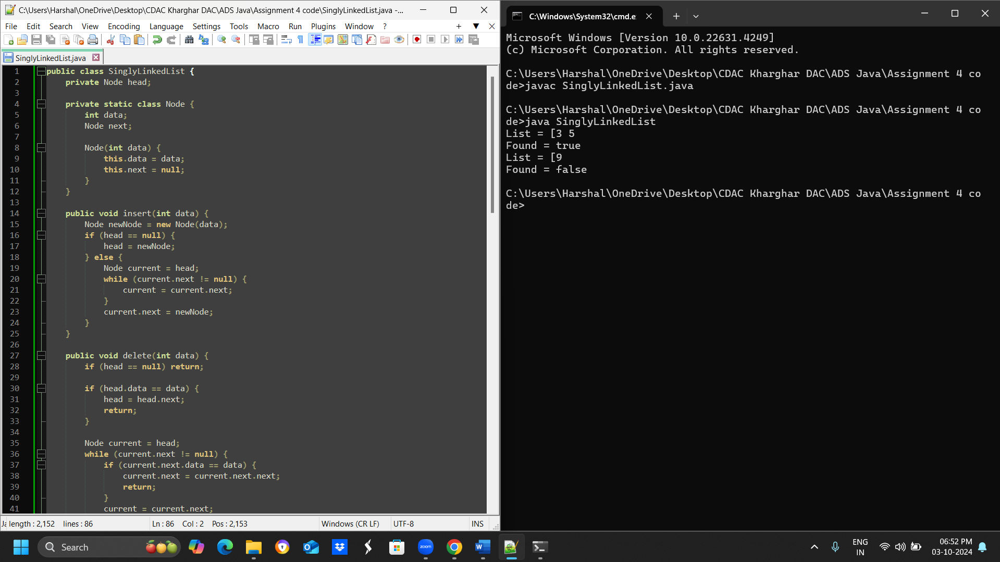 C:\Users\Harshal\OneDrive\Desktop\CDAC Kharghar DAC\ADS Java\Assignment 4 code\SinglyLinkedList.java -...
File Edit Search View Encoding Language Settings Tools Macro Run Plugins Window ?
SinglyLinkedList.java
1 public class SinglyLinkedList {
2 private Node head;
3
4 private static class Node {
5 int data;
6 Node next;
7
8 Node(int data) {
9 this.data = data;
10 this.next = null;
11 }
12 }
13
14 public void insert(int data) {
15 Node newNode = new Node(data);
16 if (head == null) {
17 head = newNode;
18 } else {
19 Node current = head;
20 while (current.next != null) {
21 current = current.next;
22 }
23 current.next = newNode;
24 }
25 }
26
27 public void delete(int data) {
28 if (head == null) return;
29
30 if (head.data == data) {
31 head = head.next;
32 return;
33 }
34
35 Node current = head;
36 while (current.next != null) {
37 if (current.next.data == data) {
38 current.next = current.next.next;
39 return;
40 }
41 current = current.next;
Ja length : 2,152 lines : 86 Ln : 86 Col : 2 Pos : 2,153 Windows (CR LF) UTF-8 INS
C:\Windows\System32\cmd.e
Microsoft Windows [Version 10.0.22631.4249]
(c) Microsoft Corporation. All rights reserved.
C:\Users\Harshal\OneDrive\Desktop\CDAC Kharghar DAC\ADS Java\Assignment 4 co
de>javac SinglyLinkedList.java
C:\Users\Harshal\OneDrive\Desktop\CDAC Kharghar DAC\ADS Java\Assignment 4 co
de>java SinglyLinkedList
List = [3 5
Found = true
List = [9
Found = false
C:\Users\Harshal\OneDrive\Desktop\CDAC Kharghar DAC\ADS Java\Assignment 4 co
de>
Search
zoom
ENG
IN
06:52 PM
03-10-2024